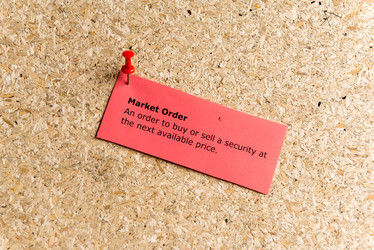 Market Order
An order to buy or sell a security at
the next available price.